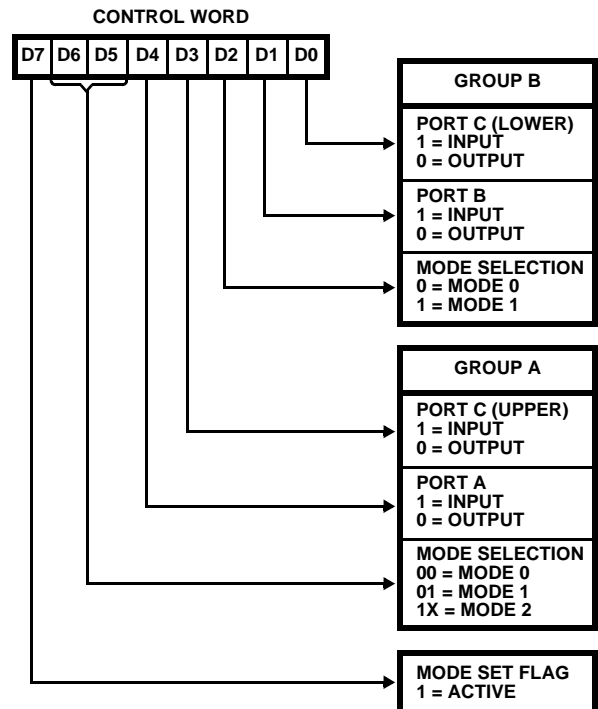 CONTROL WORD
D7 D6 D5 D4 D3 D2 D1 D0
GROUP B
PORT C (LOWER)
1 = INPUT
0 = OUTPUT
PORT B
1 = INPUT
0 = OUTPUT
MODE SELECTION
0 = MODE 0
1 = MODE 1
GROUP A
PORT C (UPPER)
1 = INPUT
0 = OUTPUT
PORT A
1 = INPUT
0 = OUTPUT
MODE SELECTION
00 = MODE 0
01 = MODE 1
1X = MODE 2
MODE SET FLAG
1 = ACTIVE